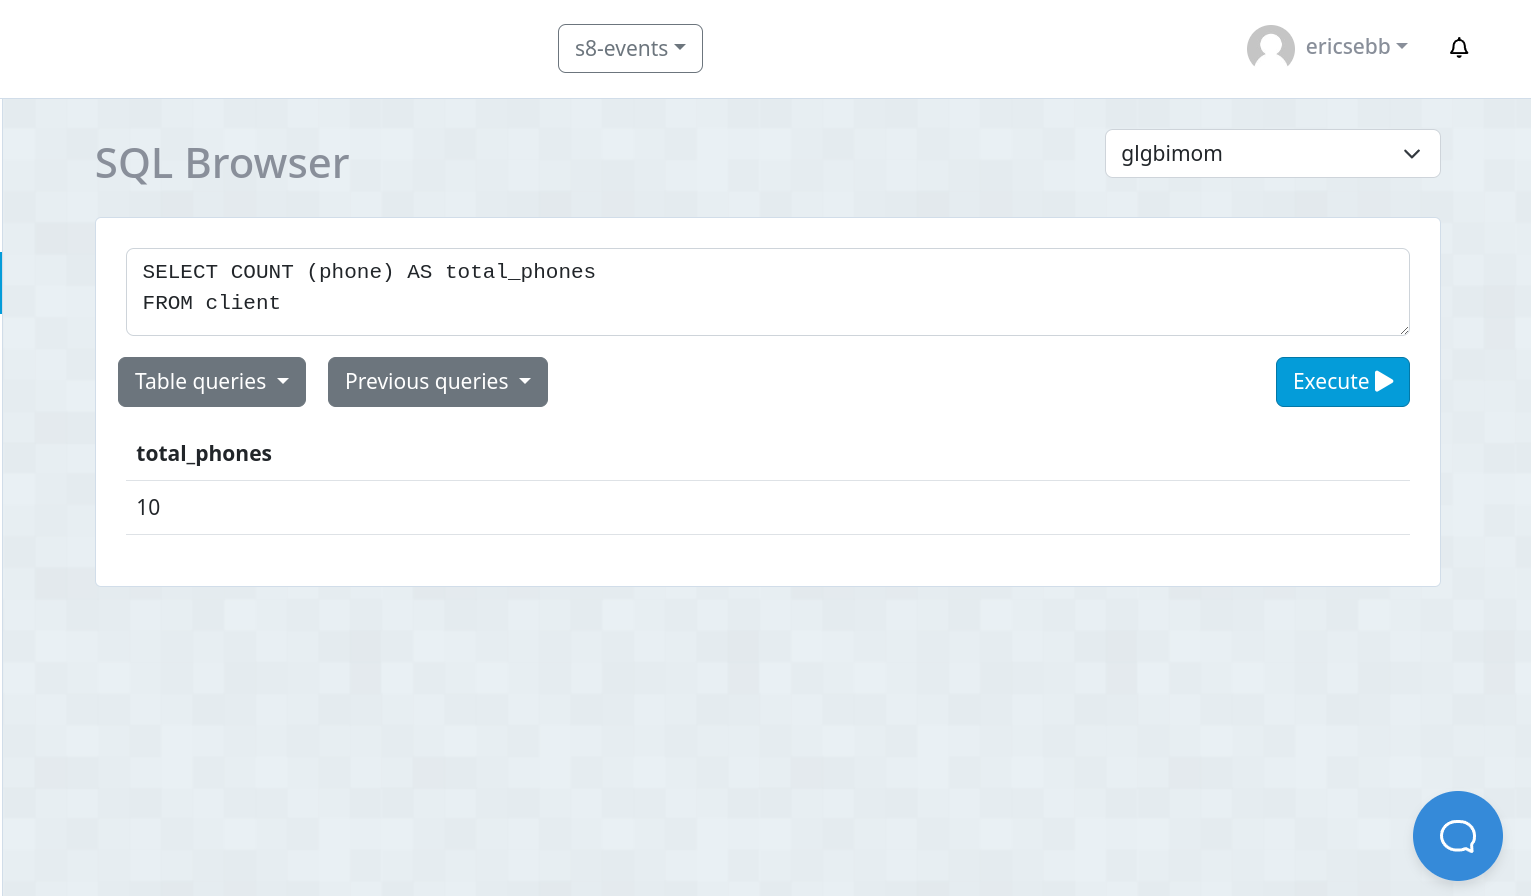 s8-events
ericsebb
SQL Browser
glgbimom
SELECT COUNT (phone) AS total_phones
FROM client
Table queries
Previous queries
Execute
total_phones
10